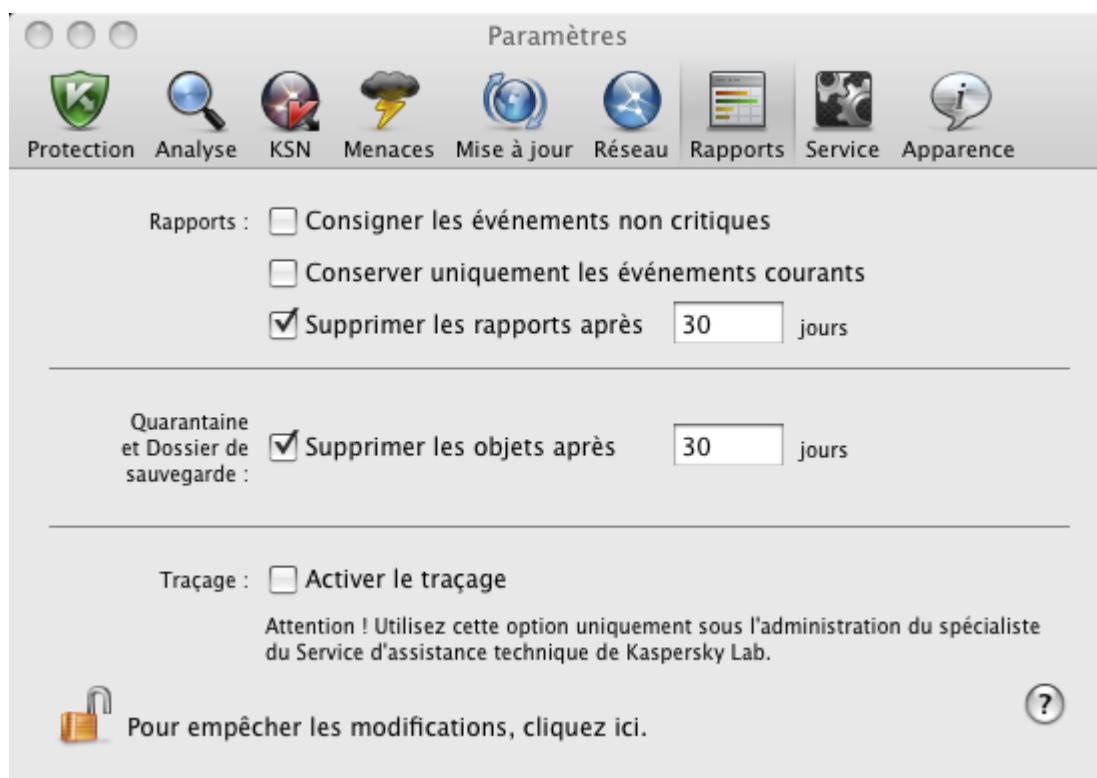 Paramètres
Protection Analyse KSN Menaces Mise à jour Réseau Rapports Service Apparence
Rapports : Consigner les événements non critiques
Conserver uniquement les événements courants
Supprimer les rapports après 30 jours
Quarantaine
et Dossier de
sauvegarde :
Supprimer les objets après 30 jours
Traçage : Activer le traçage
Attention ! Utilisez cette option uniquement sous l'administration du spécialiste
du Service d'assistance technique de Kaspersky Lab.
Pour empêcher les modifications, cliquez ici.
?